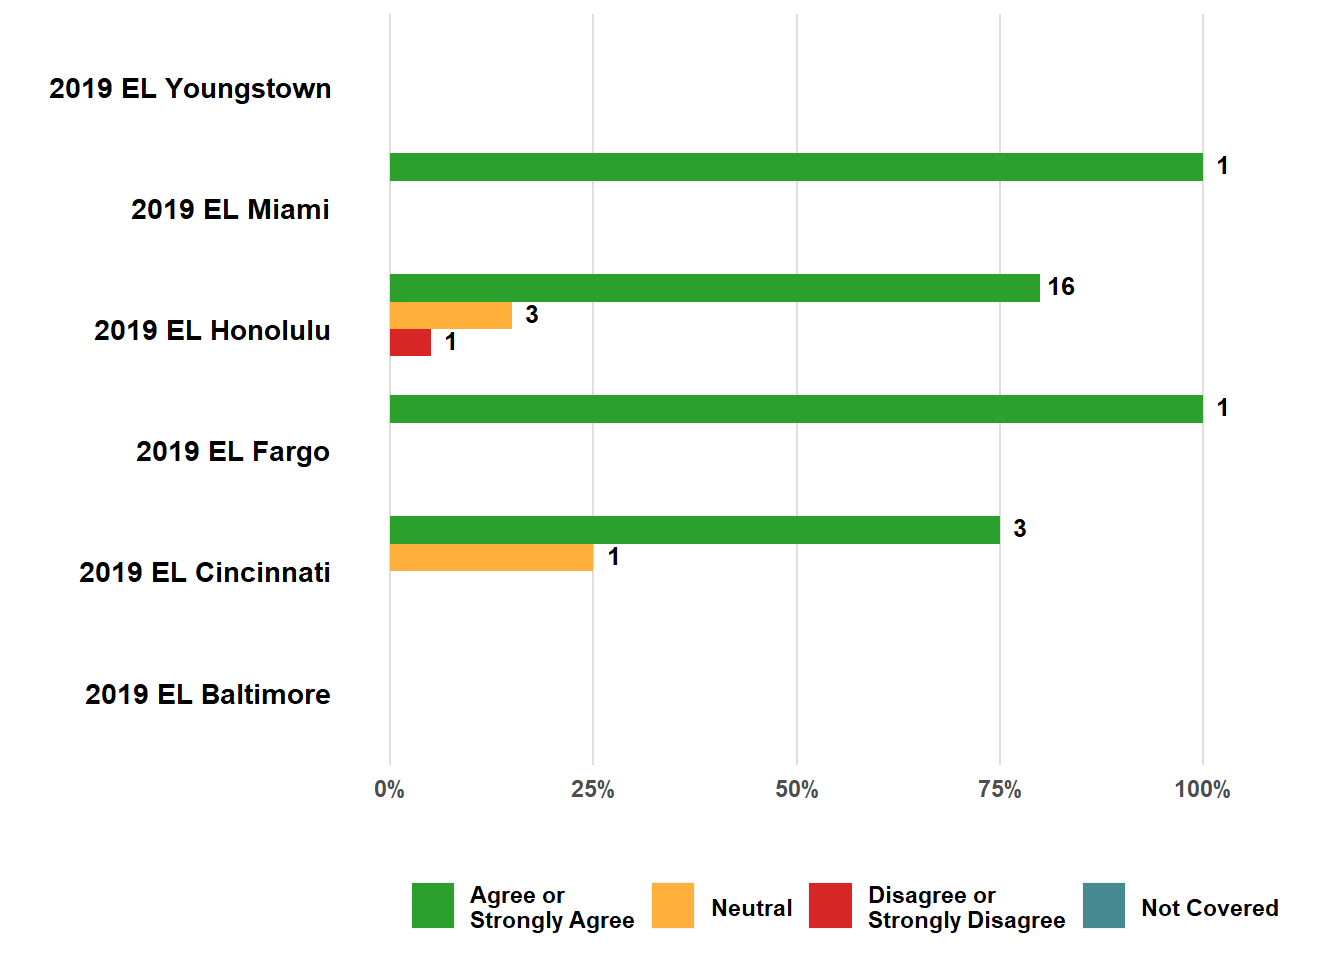 2019 EL Youngstown
1
2019 EL Miami
16
3
2019 EL Honolulu
1
1
2019 EL Fargo
3
1
2019 EL Cincinnati
2019 EL Baltimore
0% 25% 50% 75% 100%
Agree or
Strongly Agree
Neutral
Disagree or
Strongly Disagree
Not Covered